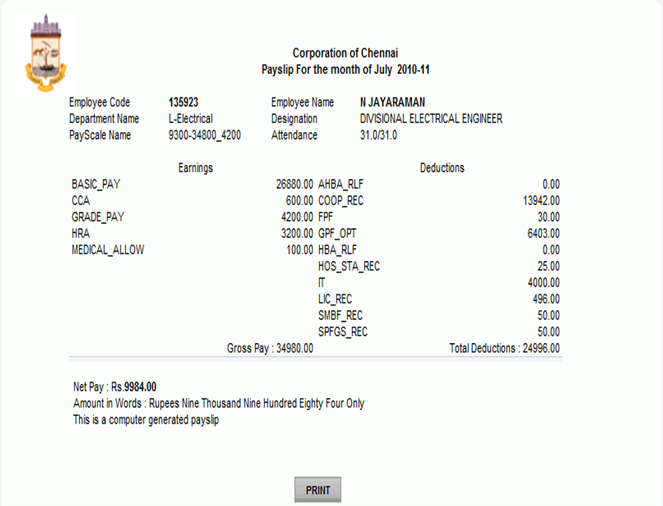 Corporation of Chennai
Payslip For the month of July 2010-11
Employee Code 135923 Employee Name N JAYARAMAN
Department Name L-Electrical Designation DIVISIONAL ELECTRICAL ENGINEER
PayScale Name 9300-34800_4200 Attendance 31.0/31.0
Earnings Deductions
BASIC_PAY 26880.00 AHBA_RLF 0.00
CCA 600.00 COOP_REC 13942.00
GRADE_PAY 4200.00 FPF 30.00
HRA 3200.00 GPF_OPT 6403.00
MEDICAL_ALLOW 100.00 HBA_RLF 0.00
HOS_STA_REC 25.00
IT 4000.00
LIC_REC 496.00
SMBF_REC 50.00
SPFGS_REC 50.00
Gross Pay : 34980.00 Total Deductions : 24996.00
Net Pay : Rs.9984.00
Amount in Words : Rupees Nine Thousand Nine Hundred Eighty Four Only
This is a computer generated payslip
PRINT